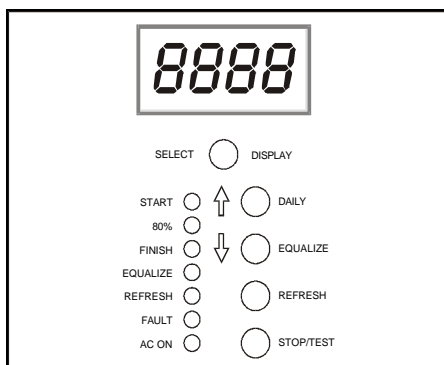 8888
SELECT DISPLAY
START DAILY
80%
FINISH EQUALIZE
EQUALIZE
REFRESH REFRESH
FAULT
AC ON STOP/TEST